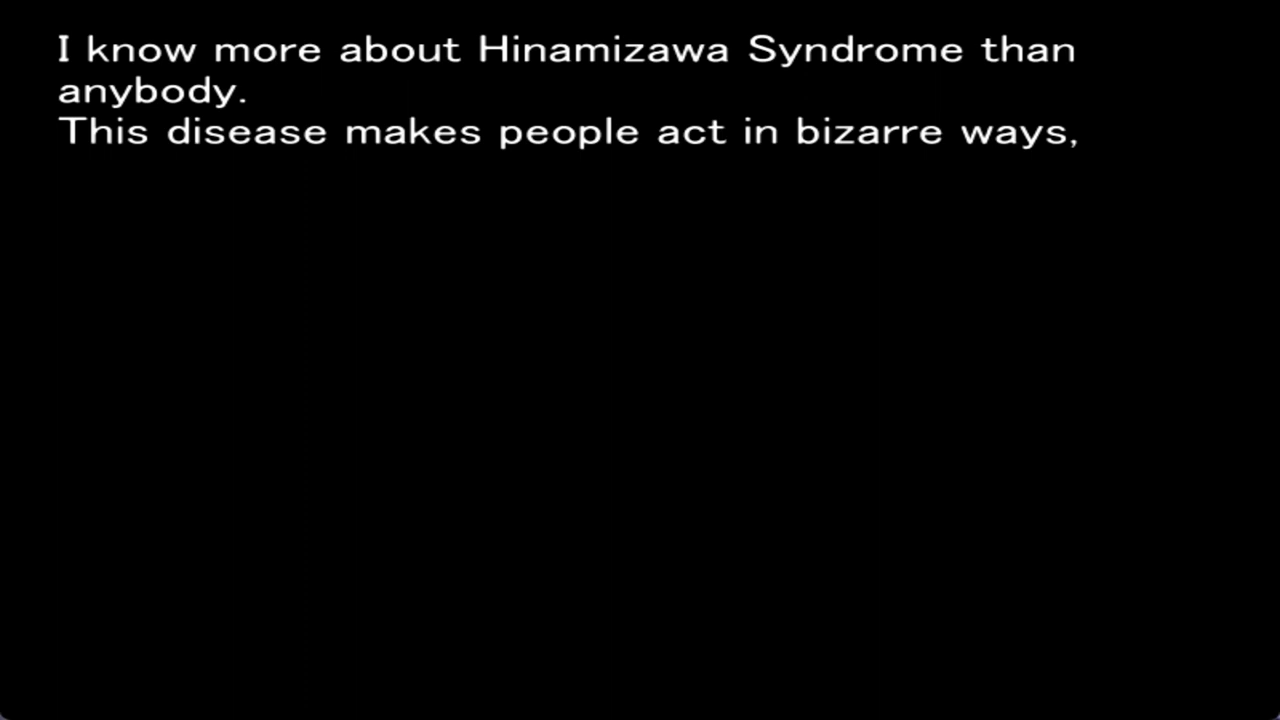 I know more about Hinamizawa Syndrome than
anybody.
This disease makes people act in bizarre ways,